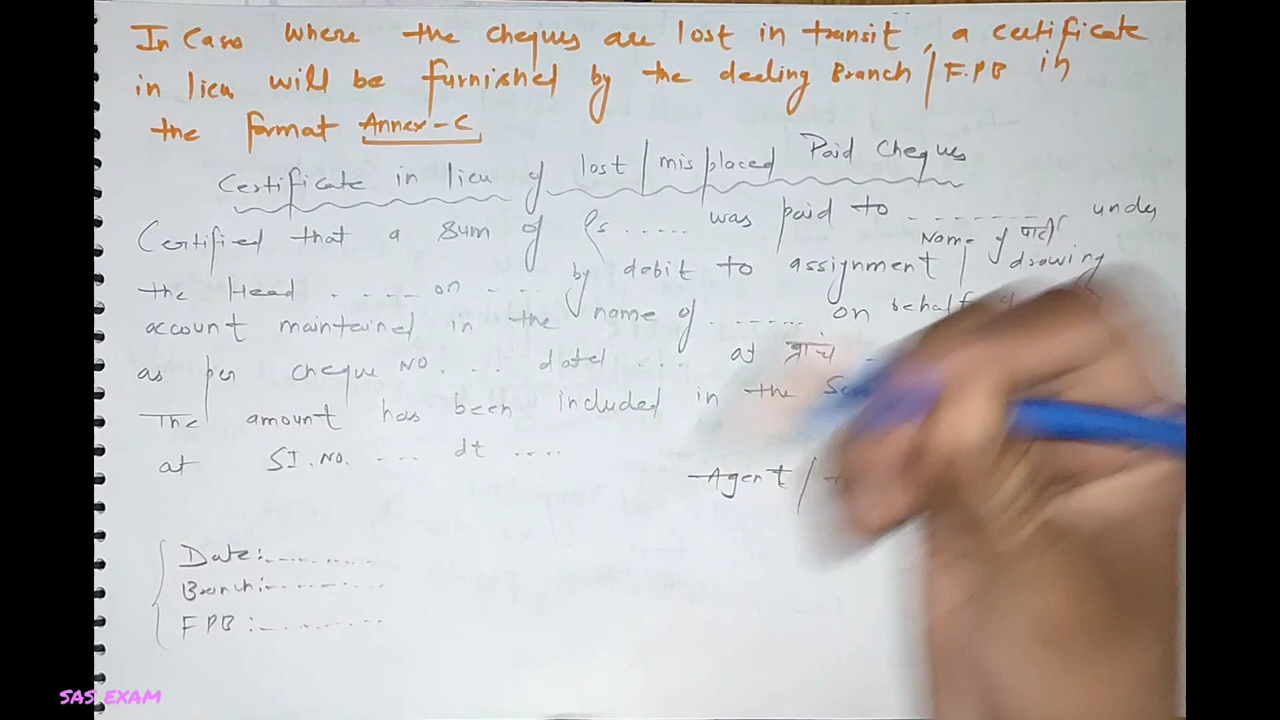 In Cases where the cheques are lost in transit, a certificate
in lieu will be furnished by the dealing Branch / F.PB in
the format Annex-C
Certificate in lieu of lost / misplaced Paid Cheques
Certified that a sum of Rs ..... was paid to ......... under
Name of पार्टी
the Head ..... on .... by debit to assignment / drawing
account maintained in the name of ....... on behalf
as per cheque NO. ... dated .... at ब्रांच
The amount has been included in the
at SI.NO. ... dt ....
Agent /
Date:..........
Branch:..........
FPB :..........
SAS EXAM